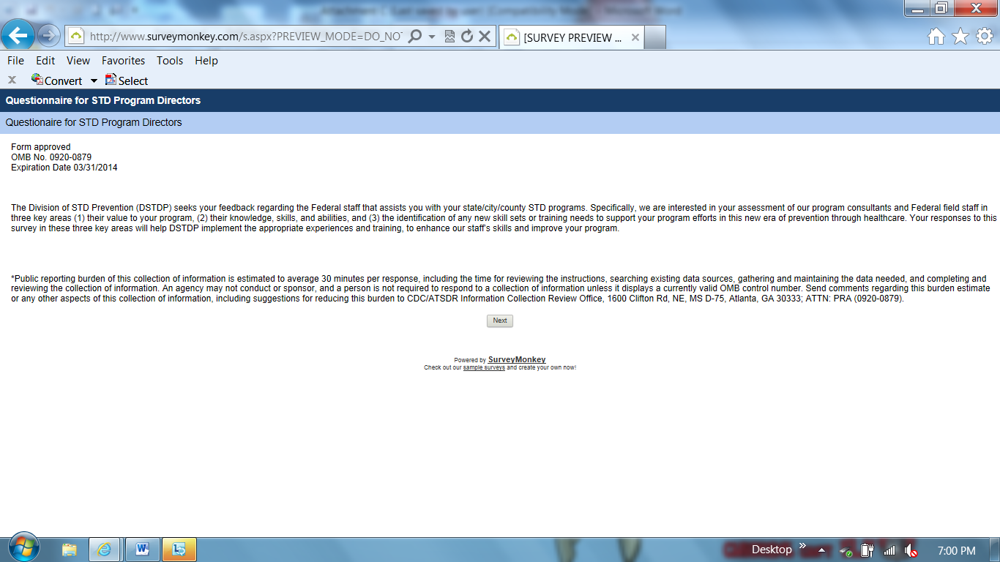 Attachment C (Last saved by user) [Compatibility Mode] - Microsoft Word
http://www.surveymonkey.com/s.aspx?PREVIEW_MODE=DO_NOT
[SURVEY PREVIEW ...
File Edit View Favorites Tools Help
x Convert Select
Questionnaire for STD Program Directors
Questionaire for STD Program Directors
Form approved
OMB No. 0920-0879
Expiration Date 03/31/2014
The Division of STD Prevention (DSTDP) seeks your feedback regarding the Federal staff that assists you with your state/city/county STD programs. Specifically, we are interested in your assessment of our program consultants and Federal field staff in
three key areas (1) their value to your program, (2) their knowledge, skills, and abilities, and (3) the identification of any new skill sets or training needs to support your program efforts in this new era of prevention through healthcare. Your responses to this
survey in these three key areas will help DSTDP implement the appropriate experiences and training, to enhance our staff's skills and improve your program.
*Public reporting burden of this collection of information is estimated to average 30 minutes per response, including the time for reviewing the instructions, searching existing data sources, gathering and maintaining the data needed, and completing and
reviewing the collection of information. An agency may not conduct or sponsor, and a person is not required to respond to a collection of information unless it displays a currently valid OMB control number. Send comments regarding this burden estimate
or any other aspects of this collection of information, including suggestions for reducing this burden to CDC/ATSDR Information Collection Review Office, 1600 Clifton Rd, NE, MS D-75, Atlanta, GA 30333; ATTN: PRA (0920-0879).
Next
Powered by SurveyMonkey
Check out our sample surveys and create your own now!
Desktop 7:00 PM